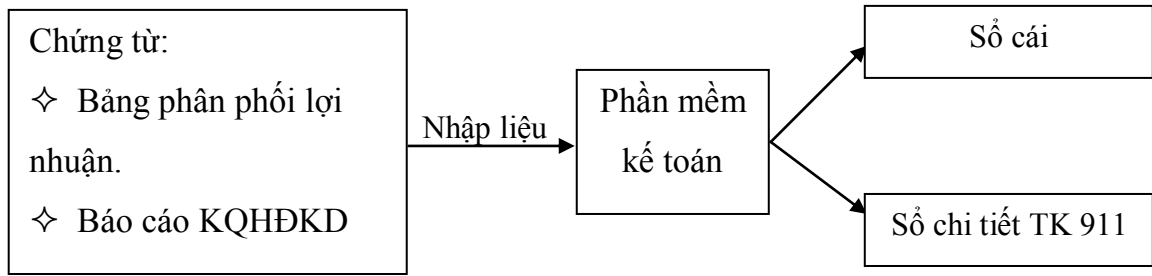 Chứng từ:
✧ Bảng phân phối lợi
nhuận.
✧ Báo cáo KQHĐKD
Nhập liệu
Phần mềm
kế toán
Sổ cái
Sổ chi tiết TK 911